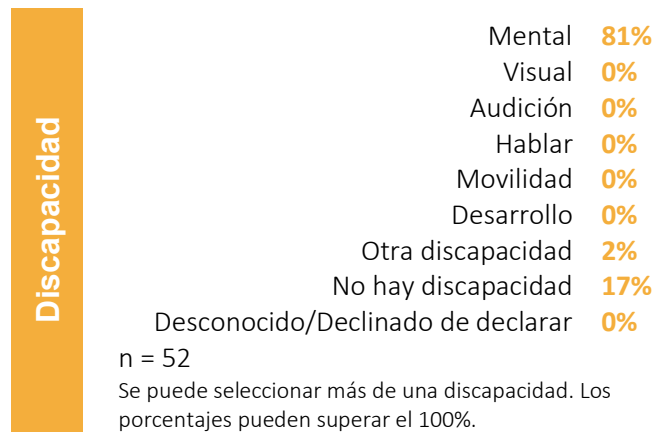 Discapacidad
Mental 81%
Visual 0%
Audición 0%
Hablar 0%
Movilidad 0%
Desarrollo 0%
Otra discapacidad 2%
No hay discapacidad 17%
Desconocido/Declinado de declarar 0%
n = 52
Se puede seleccionar más de una discapacidad. Los
porcentajes pueden superar el 100%.